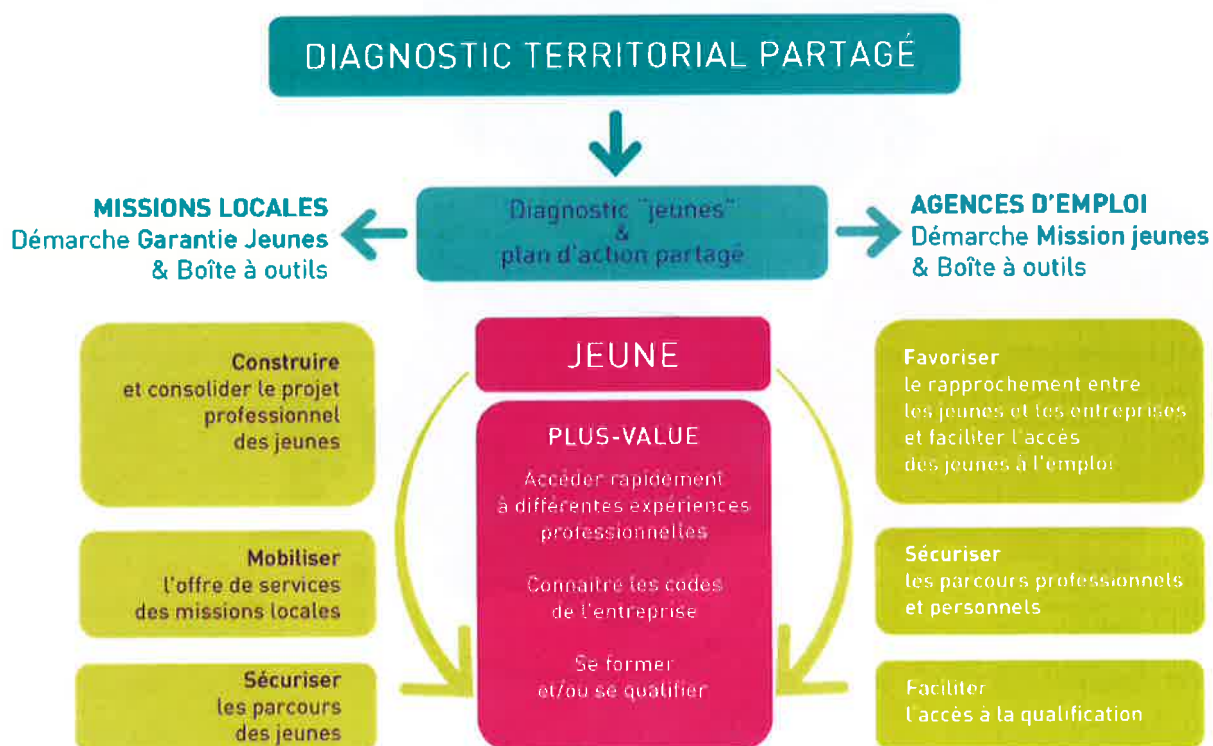 DIAGNOSTIC TERRITORIAL PARTAGÉ
Diagnostic "jeunes"
&
plan d'action partagé
MISSIONS LOCALES
Démarche Garantie Jeunes
& Boîte à outils
AGENCES D'EMPLOI
Démarche Mission jeunes
& Boîte à outils
Construire
et consolider le projet
professionnel
des jeunes
Mobiliser
l'offre de services
des missions locales
Sécuriser
les parcours
des jeunes
JEUNE
PLUS-VALUE
Accéder rapidement
à différentes expériences
professionnelles
Connaitre les codes
de l'entreprise
Se former
et/ou se qualifier
Favoriser
le rapprochement entre
les jeunes et les entreprises
et faciliter l'accès
des jeunes à l'emploi
Sécuriser
les parcours professionnels
et personnels
Faciliter
l'accès à la qualification